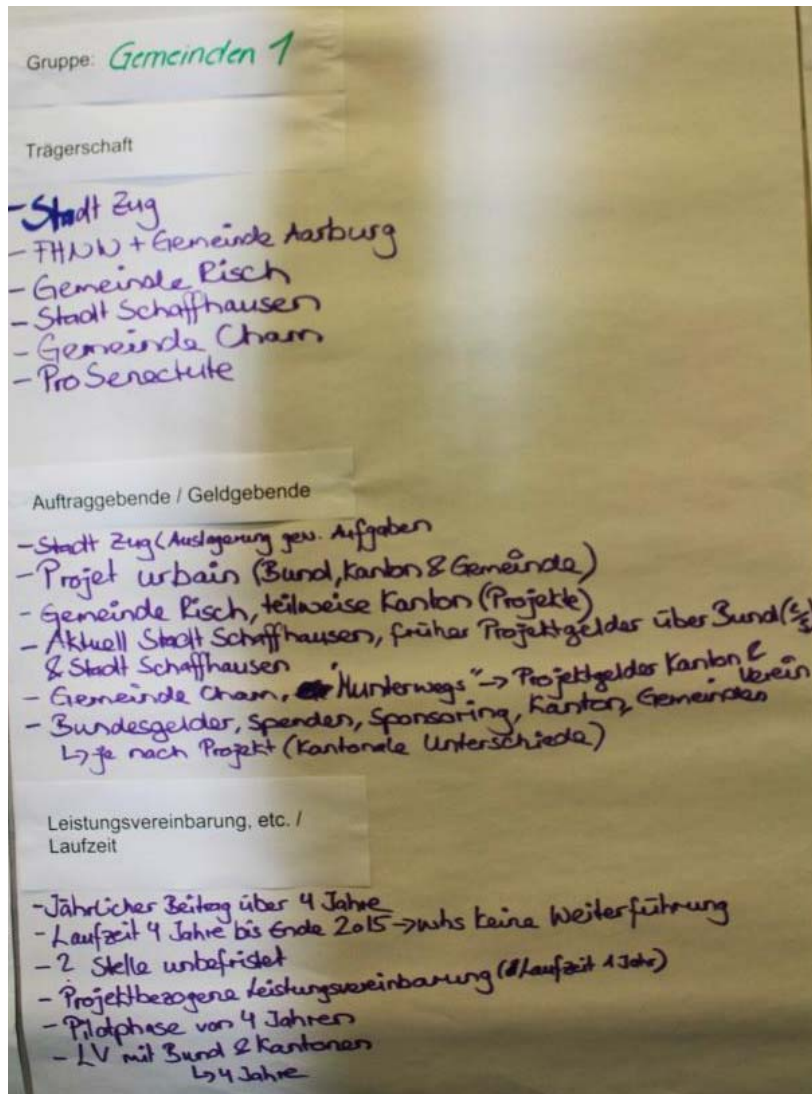 Gruppe: Gemeinden 1
Trägerschaft
- Stadt Zug
- FHNW + Gemeinde Aarburg
- Gemeinde Risch
- Stadt Schaffhausen
- Gemeinde Cham
- Pro Senectute
Auftraggebende / Geldgebende
- Stadt Zug (Auslagerung gew. Aufgaben
- Projet urbain (Bund, Kanton & Gemeinde)
- Gemeinde Risch, teilweise Kanton (Projekte)
- Aktuell Stadt Schaffhausen, früher Projektgelder über Bund
& Stadt Schaffhausen
- Gemeinde Cham, "Hünterwegs" -> Projektgelder Kanton & Verein
- Bundesgelder, Spenden, Sponsoring, Kanton, Gemeinden
↳ je nach Projekt (Kantonale Unterschiede)
Leistungsvereinbarung, etc. /
Laufzeit
- Jährlicher Beitrag über 4 Jahre
- Laufzeit 4 Jahre bis Ende 2015 -> whs keine Weiterführung
- ? Stelle unbefristet
- Projektbezogene Leistungsvereinbarung (Laufzeit 1 Jahr)
- Pilotphase von 4 Jahren
- LV mit Bund & Kantonen
↳ 4 Jahre